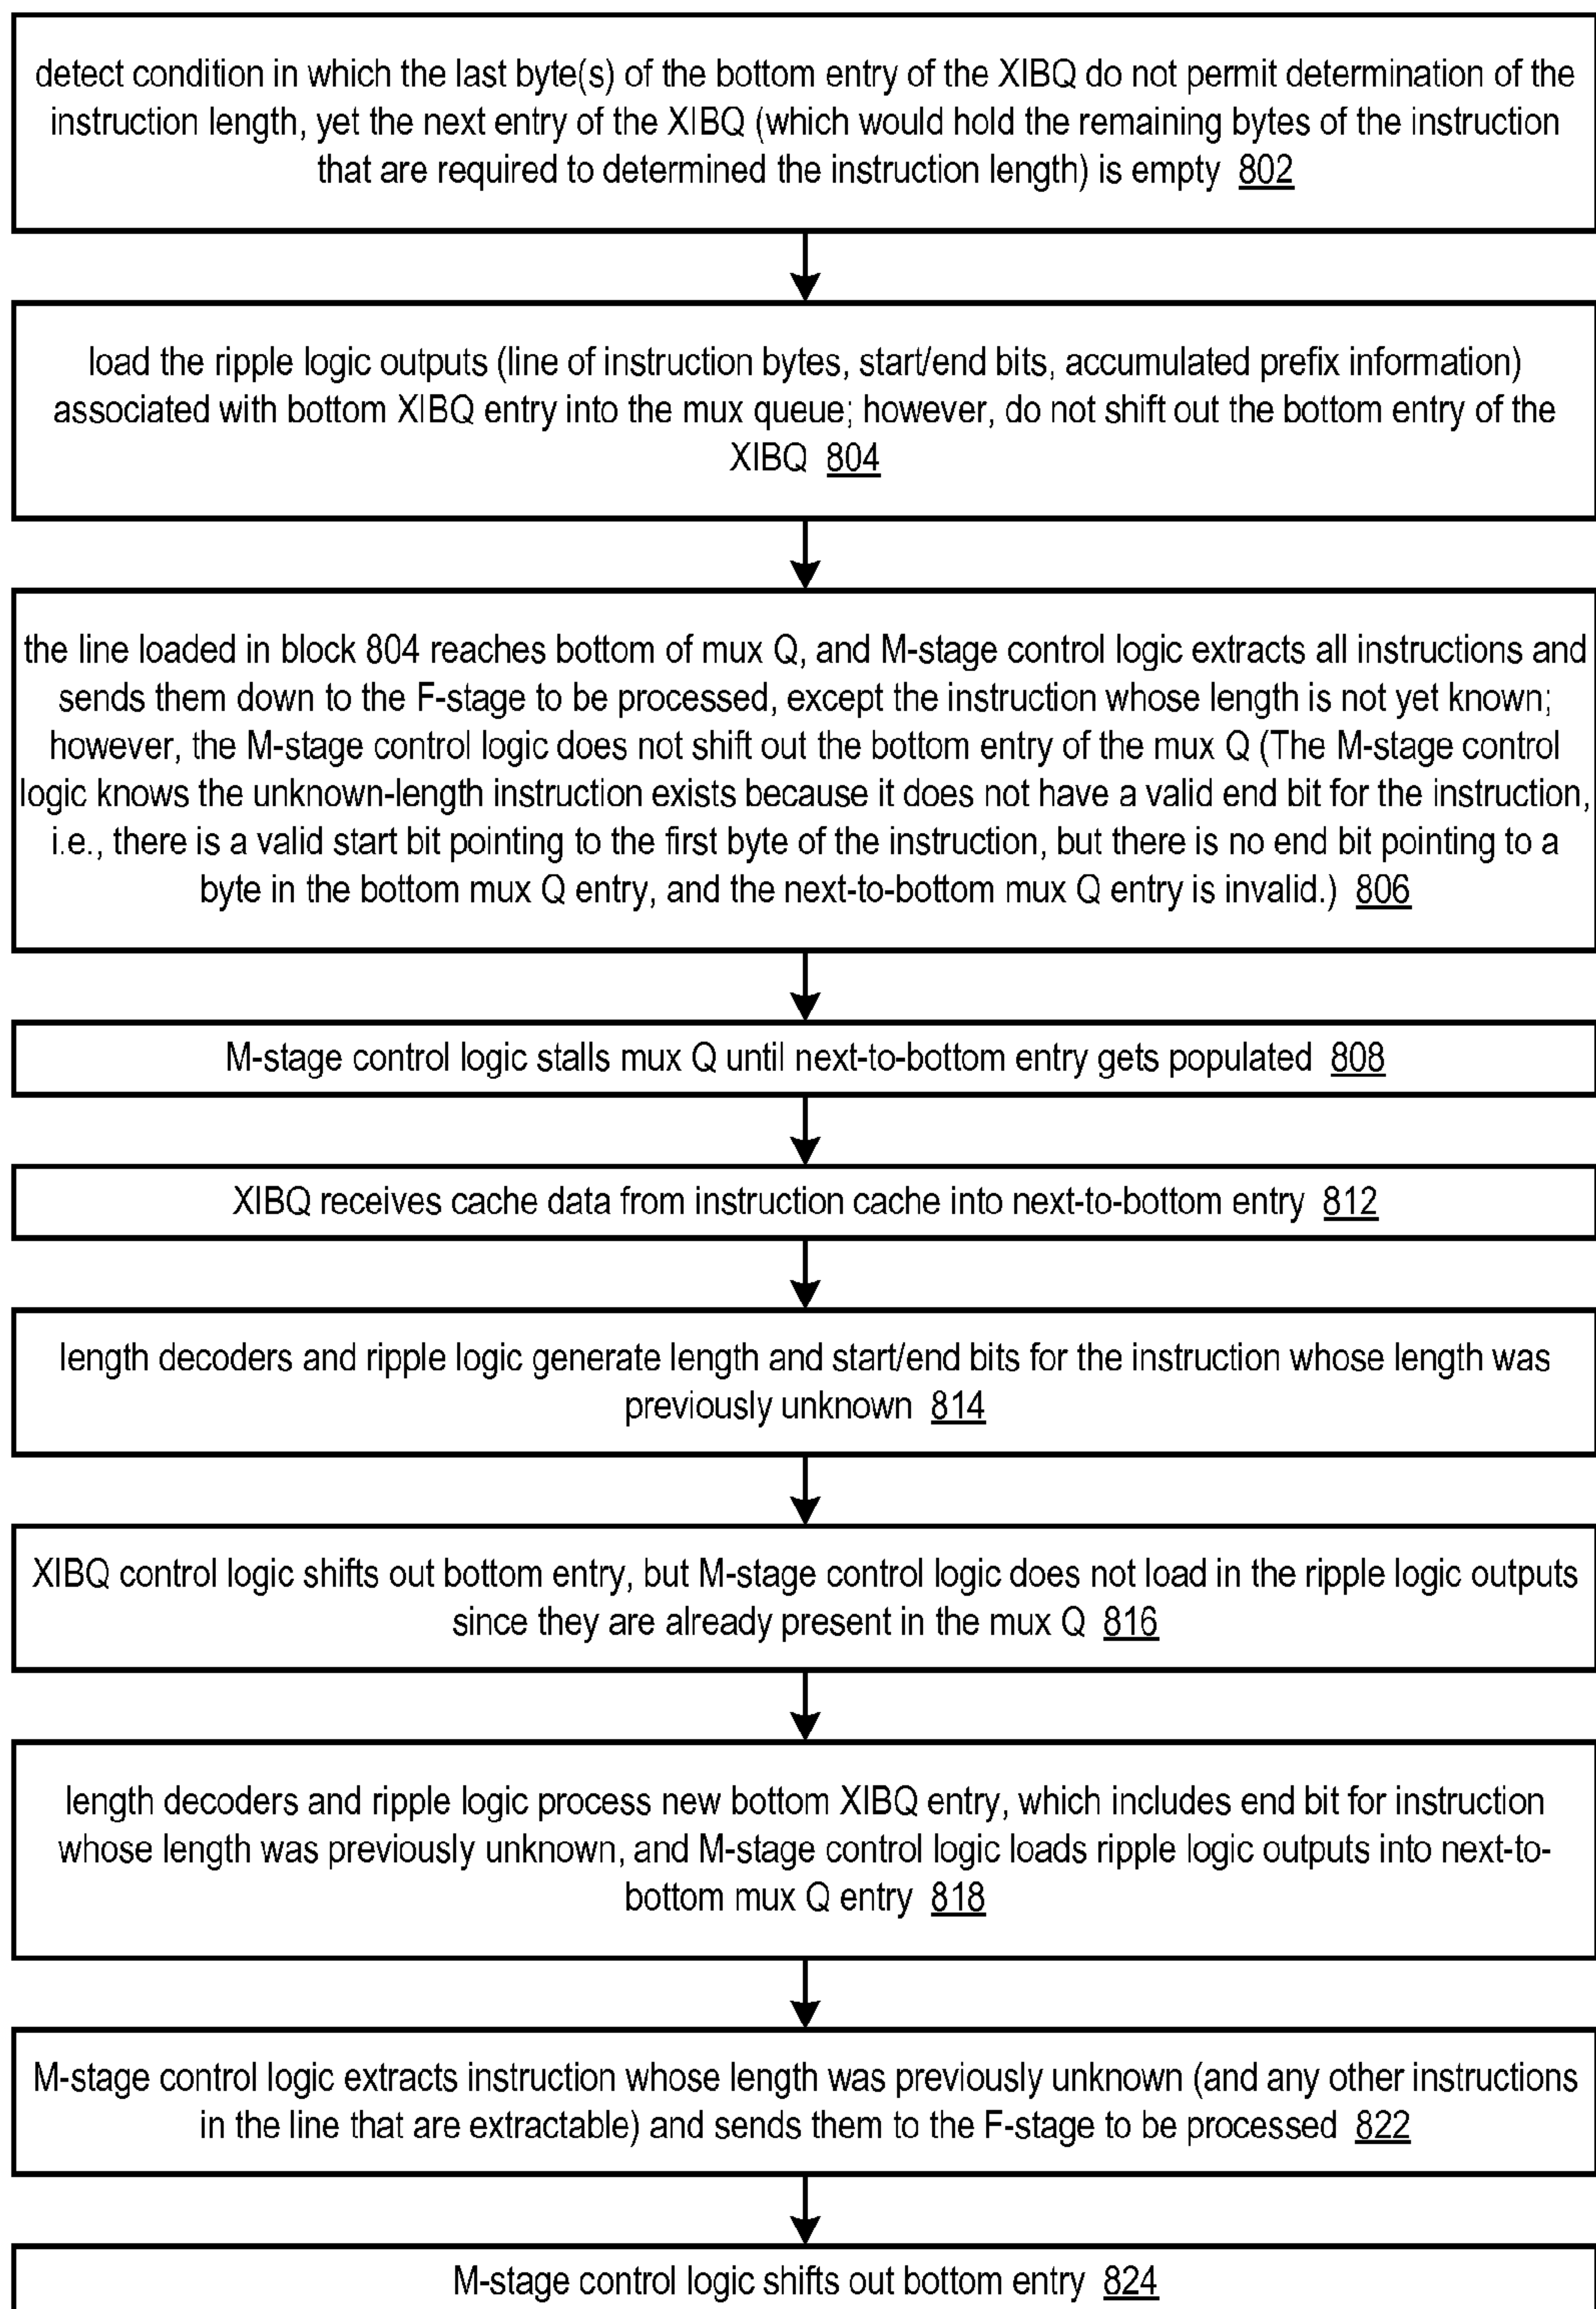 detect condition in which the last byte(s) of the bottom entry of the XIBQ do not permit determination of the
instruction length, yet the next entry of the XIBQ (which would hold the remaining bytes of the instruction
that are required to determined the instruction length) is empty 802
load the ripple logic outputs (line of instruction bytes, start/end bits, accumulated prefix information)
associated with bottom XIBQ entry into the mux queue; however, do not shift out the bottom entry of the
XIBQ 804
the line loaded in block 804 reaches bottom of mux Q, and M-stage control logic extracts all instructions and
sends them down to the F-stage to be processed, except the instruction whose length is not yet known;
however, the M-stage control logic does not shift out the bottom entry of the mux Q (The M-stage control
logic knows the unknown-length instruction exists because it does not have a valid end bit for the instruction,
i.e., there is a valid start bit pointing to the first byte of the instruction, but there is no end bit pointing to a
byte in the bottom mux Q entry, and the next-to-bottom mux Q entry is invalid.) 806
M-stage control logic stalls mux Q until next-to-bottom entry gets populated 808
XIBQ receives cache data from instruction cache into next-to-bottom entry 812
length decoders and ripple logic generate length and start/end bits for the instruction whose length was
previously unknown 814
XIBQ control logic shifts out bottom entry, but M-stage control logic does not load in the ripple logic outputs
since they are already present in the mux Q 816
length decoders and ripple logic process new bottom XIBQ entry, which includes end bit for instruction
whose length was previously unknown, and M-stage control logic loads ripple logic outputs into next-to-
bottom mux Q entry 818
M-stage control logic extracts instruction whose length was previously unknown (and any other instructions
in the line that are extractable) and sends them to the F-stage to be processed 822
M-stage control logic shifts out bottom entry 824